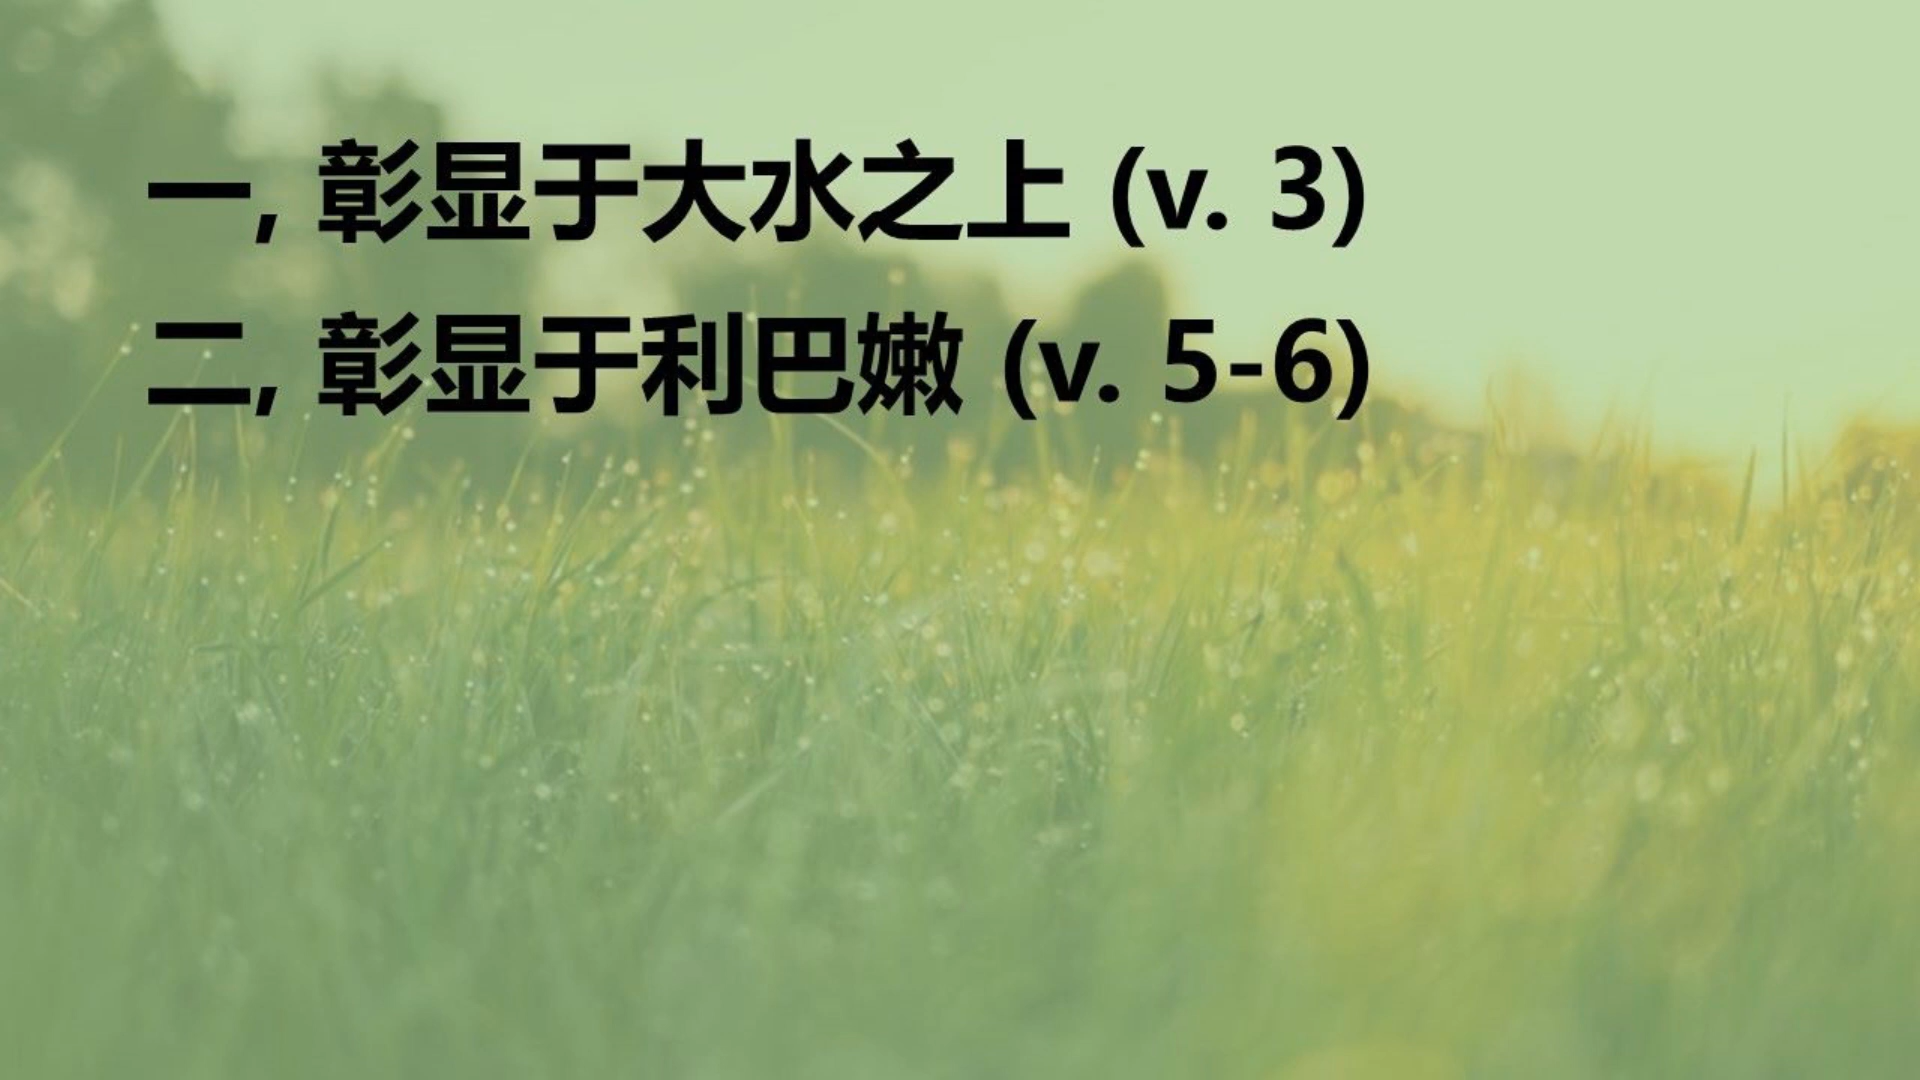 一, 彰显于大水之上 (v. 3)
二, 彰显于利巴嫩 (v. 5-6)